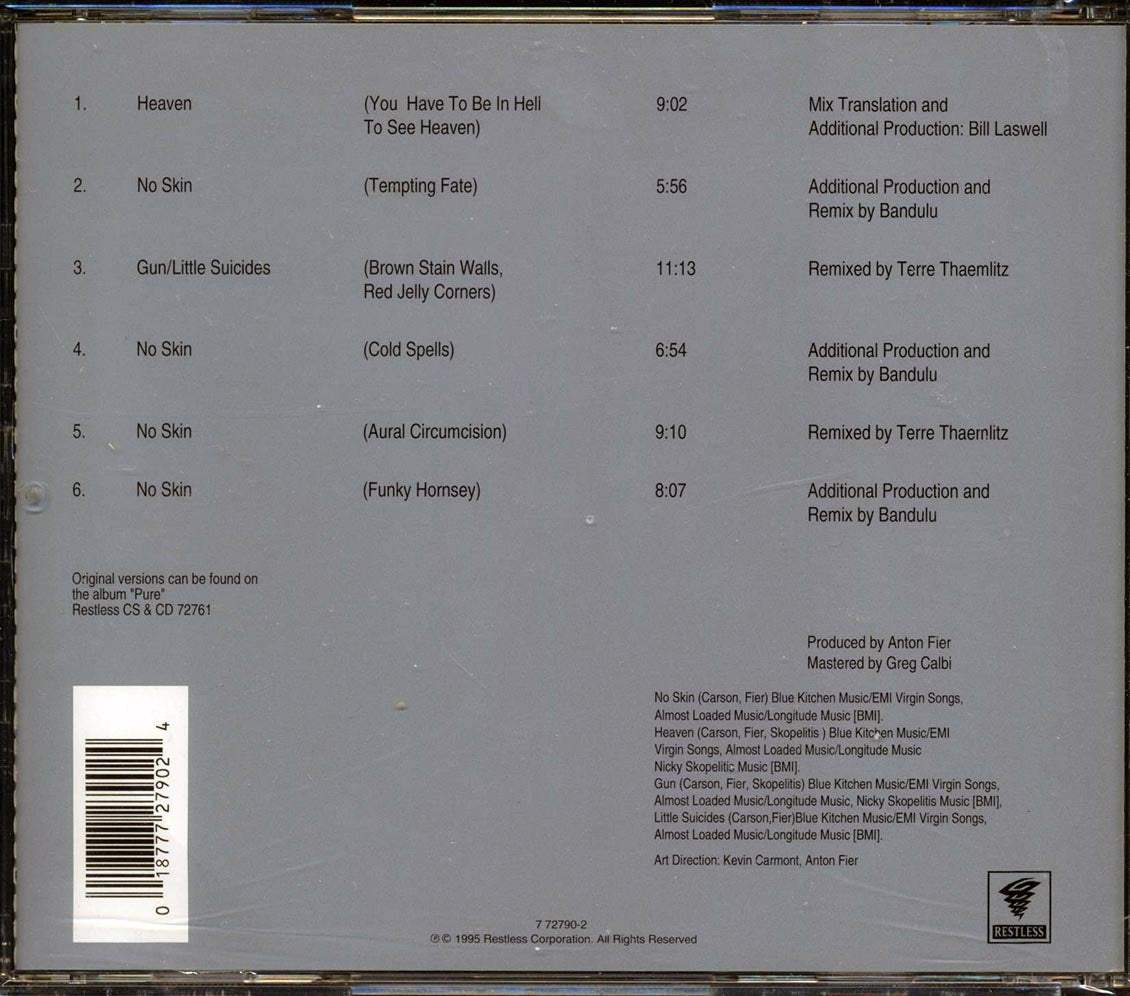 1. Heaven (You Have To Be In Hell 9:02 Mix Translation and
To See Heaven) Additional Production: Bill Laswell
2. No Skin (Tempting Fate) 5:56 Additional Production and
Remix by Bandulu
3. Gun/Little Suicides (Brown Stain Walls, 11:13 Remixed by Terre Thaemlitz
Red Jelly Corners)
4. No Skin (Cold Spells) 6:54 Additional Production and
Remix by Bandulu
5. No Skin (Aural Circumcision) 9:10 Remixed by Terre Thaemlitz
6. No Skin (Funky Hornsey) 8:07 Additional Production and
Remix by Bandulu
Original versions can be found on
the album "Pure"
Restless CS & CD 72761
Produced by Anton Fier
Mastered by Greg Calbi
No Skin (Carson, Fier) Blue Kitchen Music/EMI Virgin Songs,
Almost Loaded Music/Longitude Music [BMI].
Heaven (Carson, Fier, Skopelitis ) Blue Kitchen Music/EMI
Virgin Songs, Almost Loaded Music/Longitude Music
Nicky Skopelitis Music [BMI].
Gun (Carson, Fier, Skopelitis) Blue Kitchen Music/EMI Virgin Songs,
Almost Loaded Music/Longitude Music, Nicky Skopelitis Music [BMI],
Little Suicides (Carson,Fier)Blue Kitchen Music/EMI Virgin Songs,
Almost Loaded Music/Longitude Music [BMI].
Art Direction: Kevin Carmont, Anton Fier
0 18777 27902 4
7 72790-2
℗© 1995 Restless Corporation. All Rights Reserved
RESTLESS